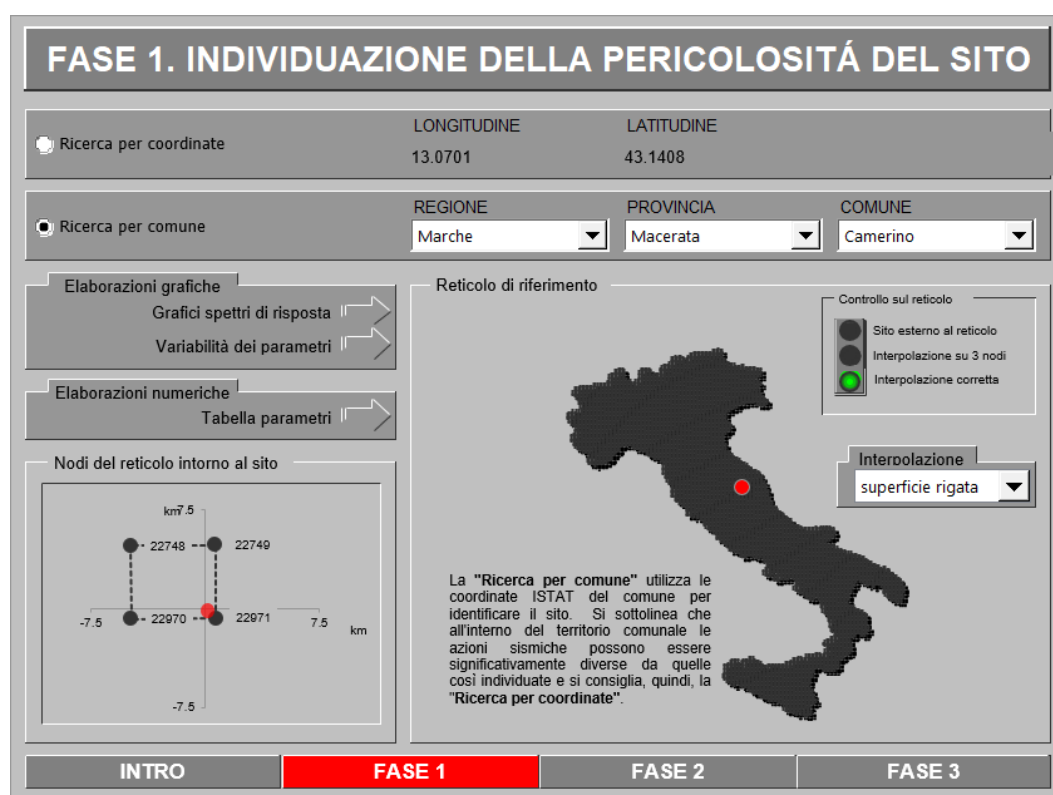 FASE 1. INDIVIDUAZIONE DELLA PERICOLOSITÁ DEL SITO
Ricerca per coordinate
LONGITUDINE
LATITUDINE
13.0701
43.1408
Ricerca per comune
REGIONE
PROVINCIA
COMUNE
Marche
Macerata
Camerino
Elaborazioni grafiche
Grafici spettri di risposta
Variabilità dei parametri
Elaborazioni numeriche
Tabella parametri
Nodi del reticolo intorno al sito
km
7.5
22748
22749
-7.5
22970
22971
7.5
km
-7.5
Reticolo di riferimento
Controllo sul reticolo
Sito esterno al reticolo
Interpolazione su 3 nodi
Interpolazione corretta
Interpolazione
superficie rigata
La "Ricerca per comune" utilizza le
coordinate ISTAT del comune per
identificare il sito. Si sottolinea che
all'interno del territorio comunale le
azioni sismiche possono essere
significativamente diverse da quelle
così individuate e si consiglia, quindi, la
"Ricerca per coordinate".
INTRO
FASE 1
FASE 2
FASE 3